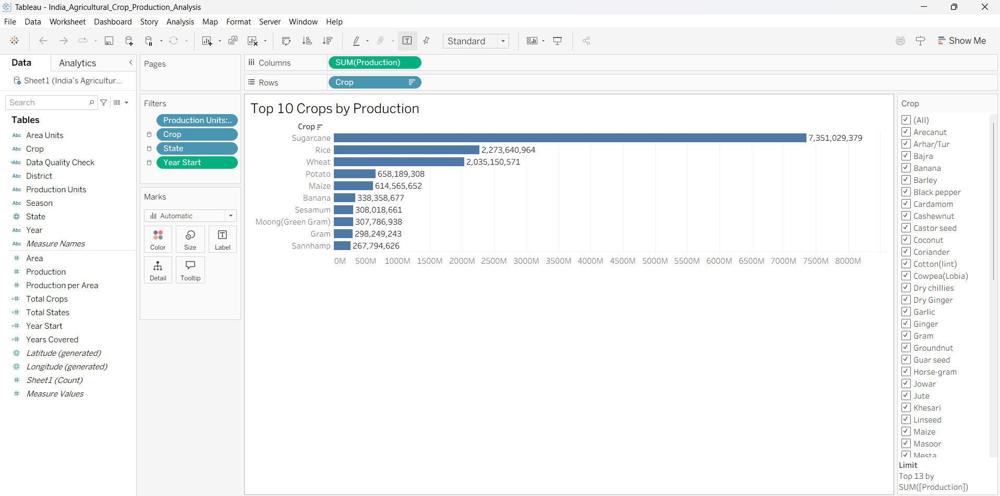 Tableau - India_Agricultural_Crop_Production_Analysis
File Data Worksheet Dashboard Story Analysis Map Format Server Window Help
Standard
Show Me
Data Analytics
Sheet1 (India's Agricultur...
Search
Tables
Abc Area Units
Abc Crop
=Abc Data Quality Check
Abc District
Abc Production Units
Abc Season
State
Abc Year
Abc Measure Names
# Area
# Production
# Production per Area
=# Total Crops
=# Total States
=# Year Start
=# Years Covered
Latitude (generated)
Longitude (generated)
# Sheet1 (Count)
# Measure Values
Pages
Filters
Production Units:..
Crop
State
Year Start
Marks
Automatic
Color Size Label
Detail Tooltip
Columns SUM(Production)
Rows Crop
Top 10 Crops by Production
Crop
Sugarcane 7,351,029,379
Rice 2,273,640,964
Wheat 2,035,150,571
Potato 658,189,308
Maize 614,565,652
Banana 338,358,677
Sesamum 308,018,661
Moong(Green Gram) 307,786,938
Gram 298,249,243
Sannhamp 267,794,626
0M 500M 1000M 1500M 2000M 2500M 3000M 3500M 4000M 4500M 5000M 5500M 6000M 6500M 7000M 7500M 8000M
Crop
(All)
Arecanut
Arhar/Tur
Bajra
Banana
Barley
Black pepper
Cardamom
Cashewnut
Castor seed
Coconut
Coriander
Cotton(lint)
Cowpea(Lobia)
Dry chillies
Dry Ginger
Garlic
Ginger
Gram
Groundnut
Guar seed
Horse-gram
Jowar
Jute
Khesari
Linseed
Maize
Masoor
Mesta
Limit
Top 13 by
SUM([Production])